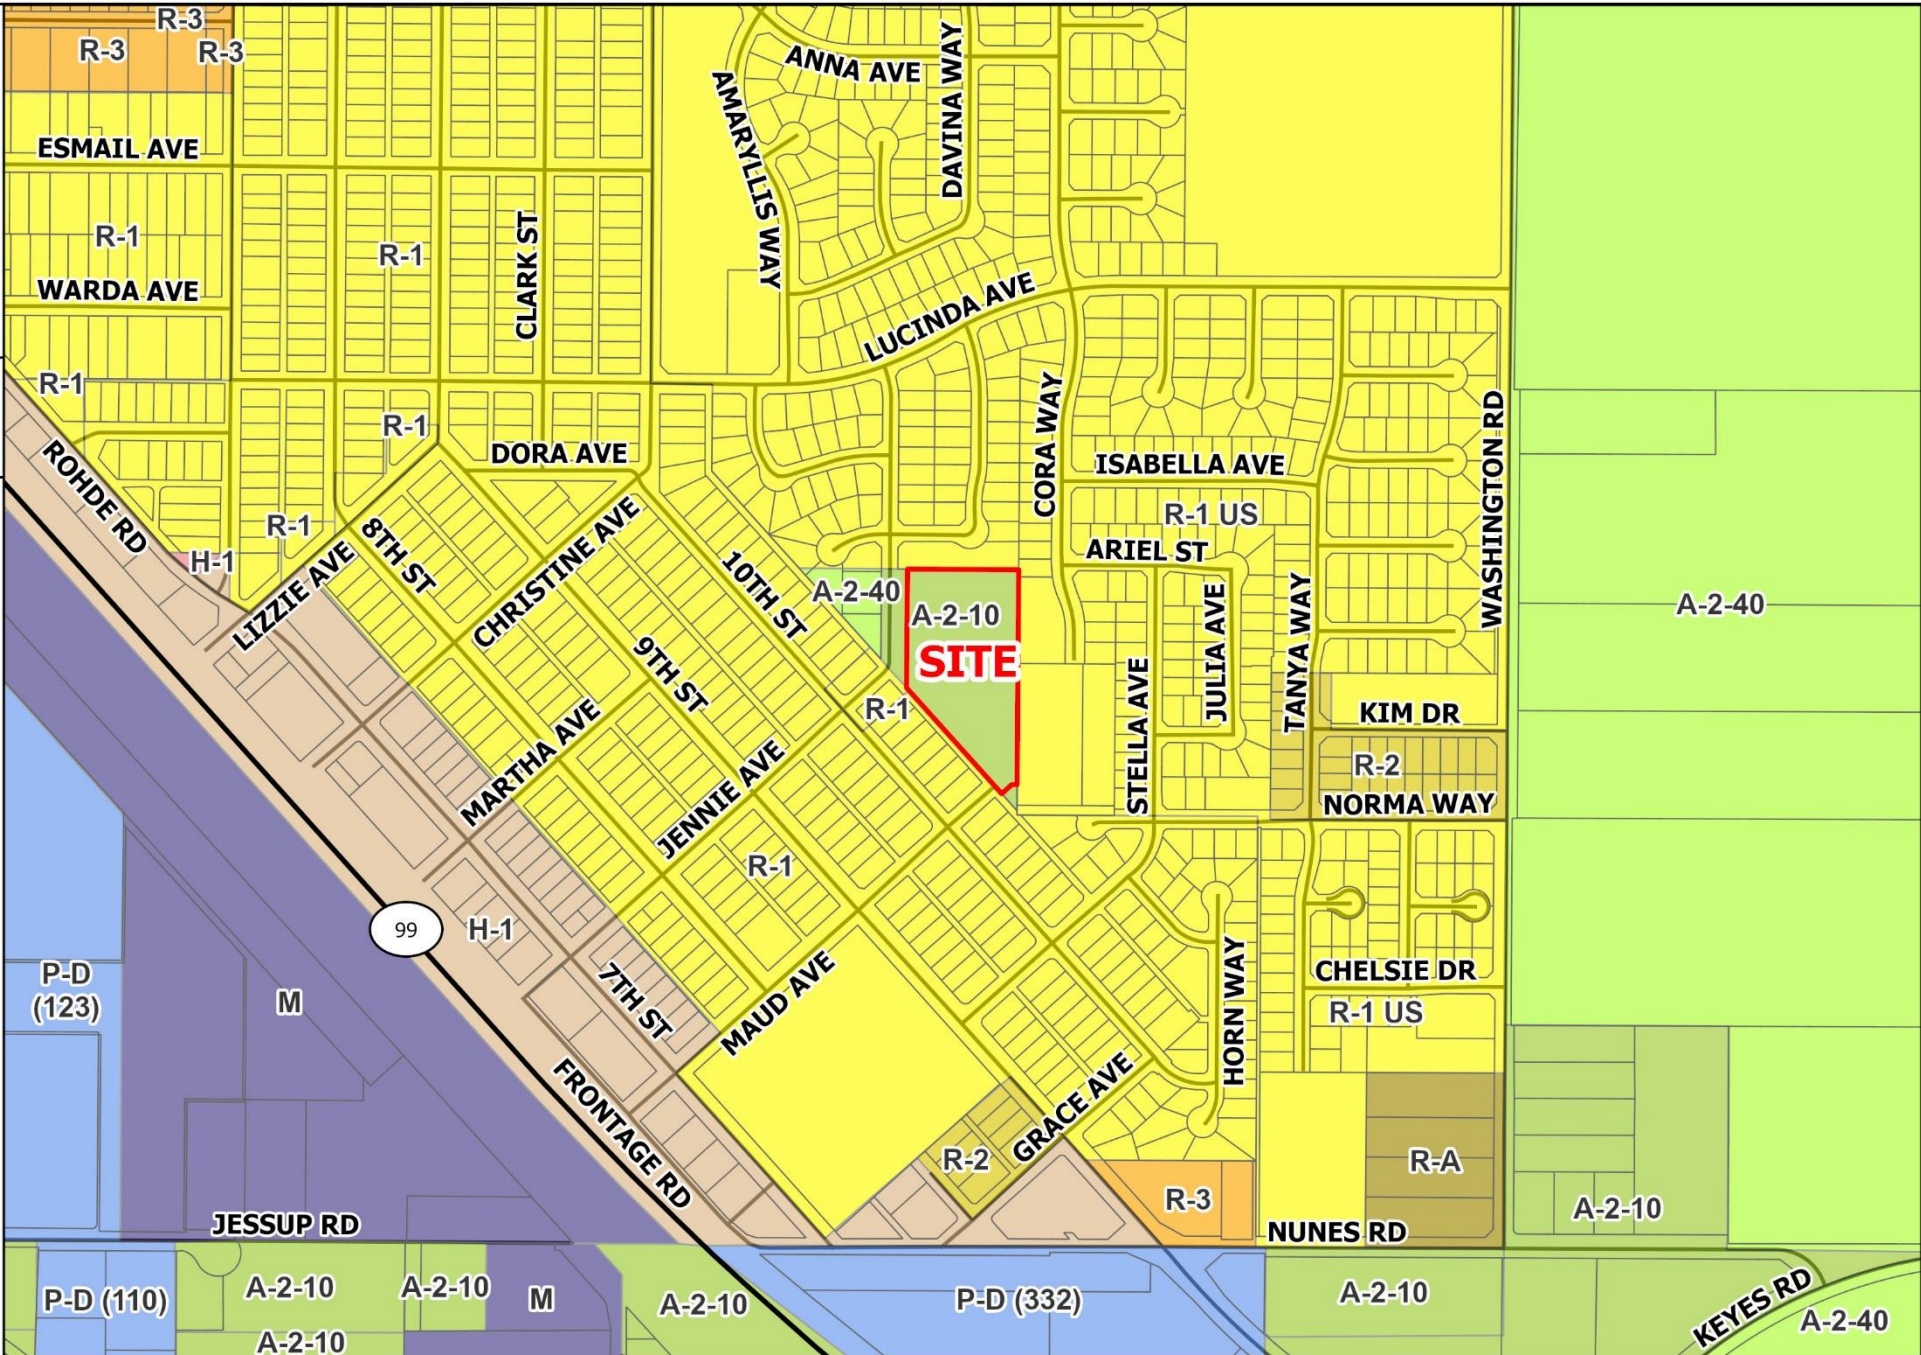 R-3
R-3
R-3
ANNA AVE
DAVINA WAY
AMARYLLIS WAY
ESMAIL AVE
R-1
R-1
CLARK ST
WARDA AVE
LUCINDA AVE
R-1
R-1
CORA WAY
WASHINGTON RD
DORA AVE
ISABELLA AVE
ROHDE RD
R-1
R-1 US
8TH ST
CHRISTINE AVE
10TH ST
ARIEL ST
H-1
LIZZIE AVE
A-2-40
A-2-10
JULIA AVE
TANYA WAY
A-2-40
9TH ST
SITE
STELLA AVE
R-1
KIM DR
MARTHA AVE
JENNIE AVE
R-2
NORMA WAY
R-1
99
H-1
7TH ST
MAUD AVE
HORN WAY
CHELSIE DR
P-D
(123)
M
R-1 US
FRONTAGE RD
GRACE AVE
R-2
R-A
R-3
A-2-10
JESSUP RD
NUNES RD
P-D (110)
A-2-10
A-2-10
M
A-2-10
P-D (332)
A-2-10
KEYES RD
A-2-40
A-2-10